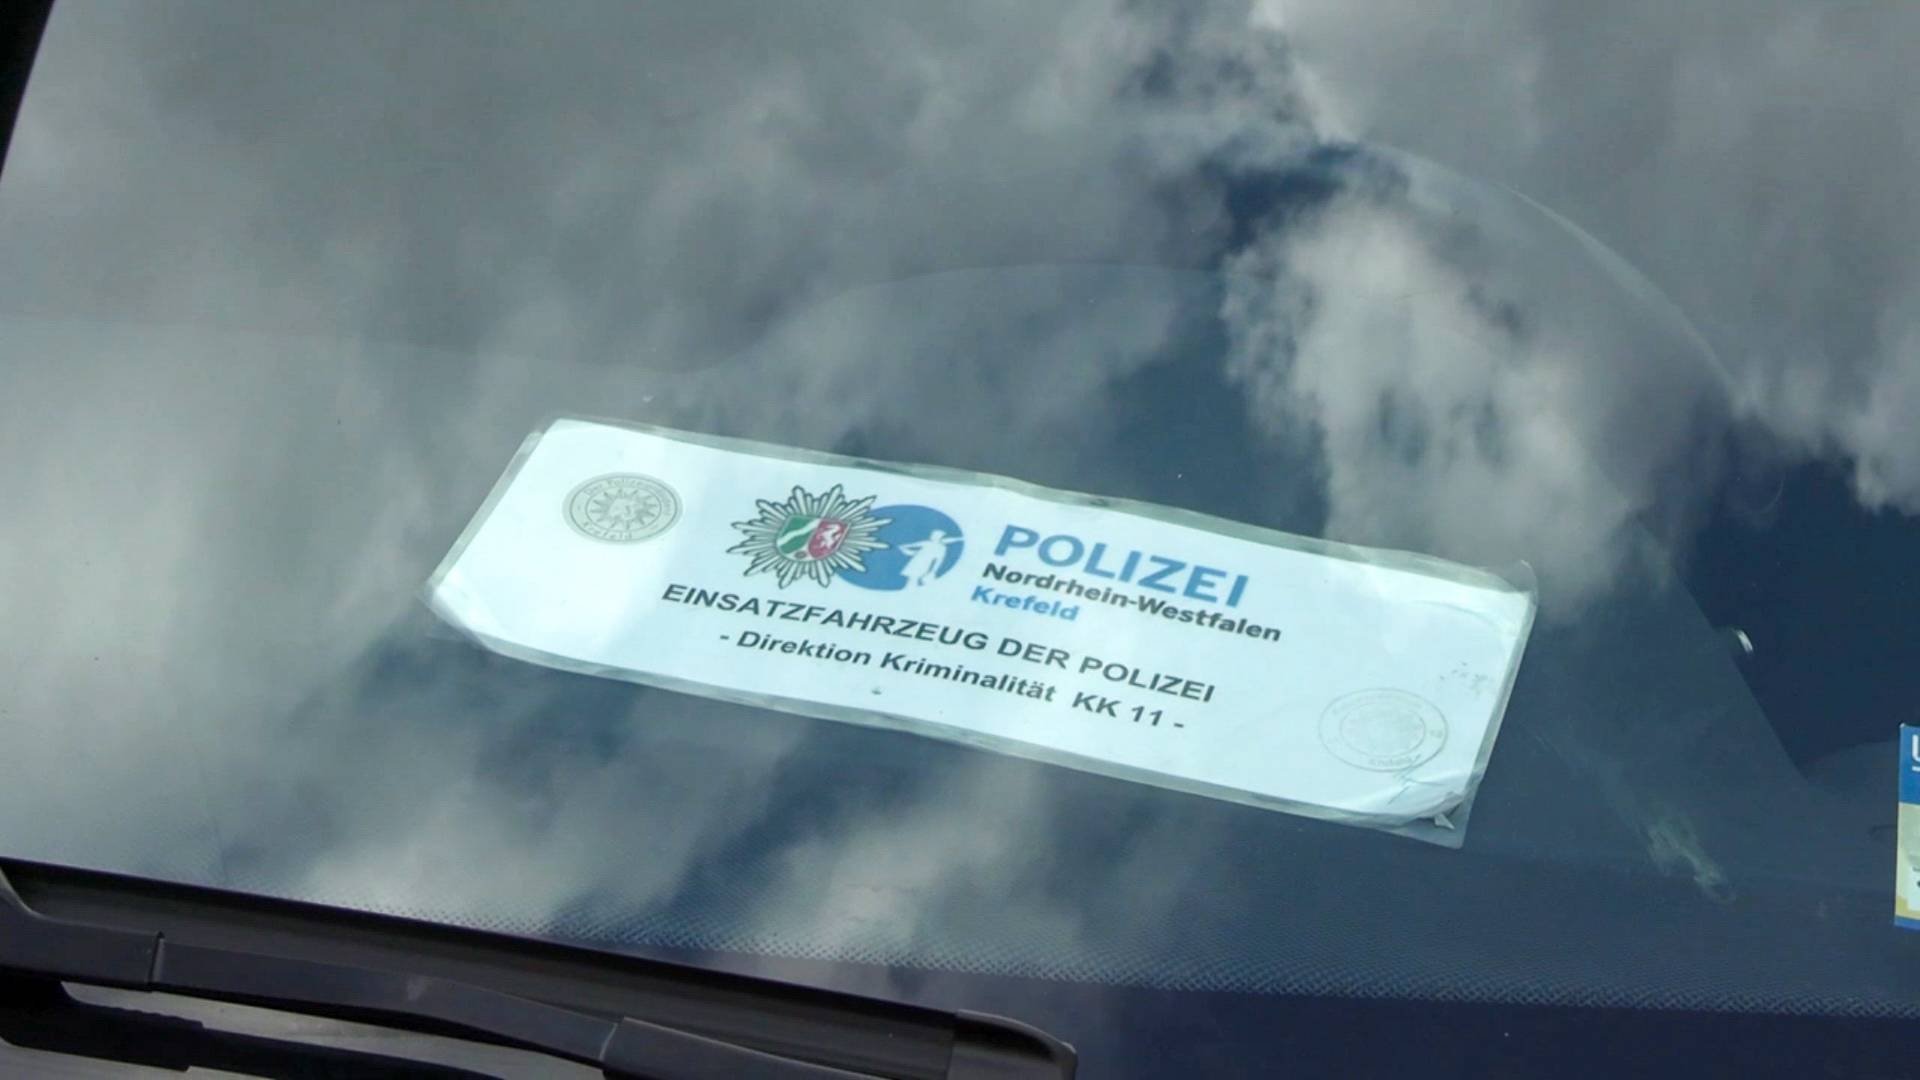 POLIZEI
Nordrhein-Westfalen
Krefeld
EINSATZFAHRZEUG DER POLIZEI
- Direktion Kriminalität KK 11 -